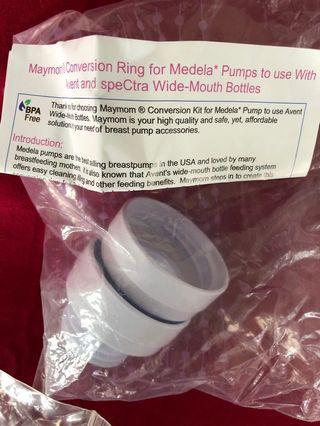 Maymom Conversion Ring for Medela* Pumps to use With
Avent and speCtra Wide-Mouth Bottles
BPA
Free
Thanks for choosing Maymom ® Conversion Kit for Medela* Pump to use Avent
Wide-mouth Bottles. Maymom is your high quality and safe, yet, affordable
solution your need of breast pump accessories.
Introduction:
Medela pumps are the best selling breastpumps in the USA and loved by many
breastfeeding mothers. It is also known that Avent's wide-mouth bottle feeding system
offers easy cleaning and other feeding benefits. Maymom steps in to create this